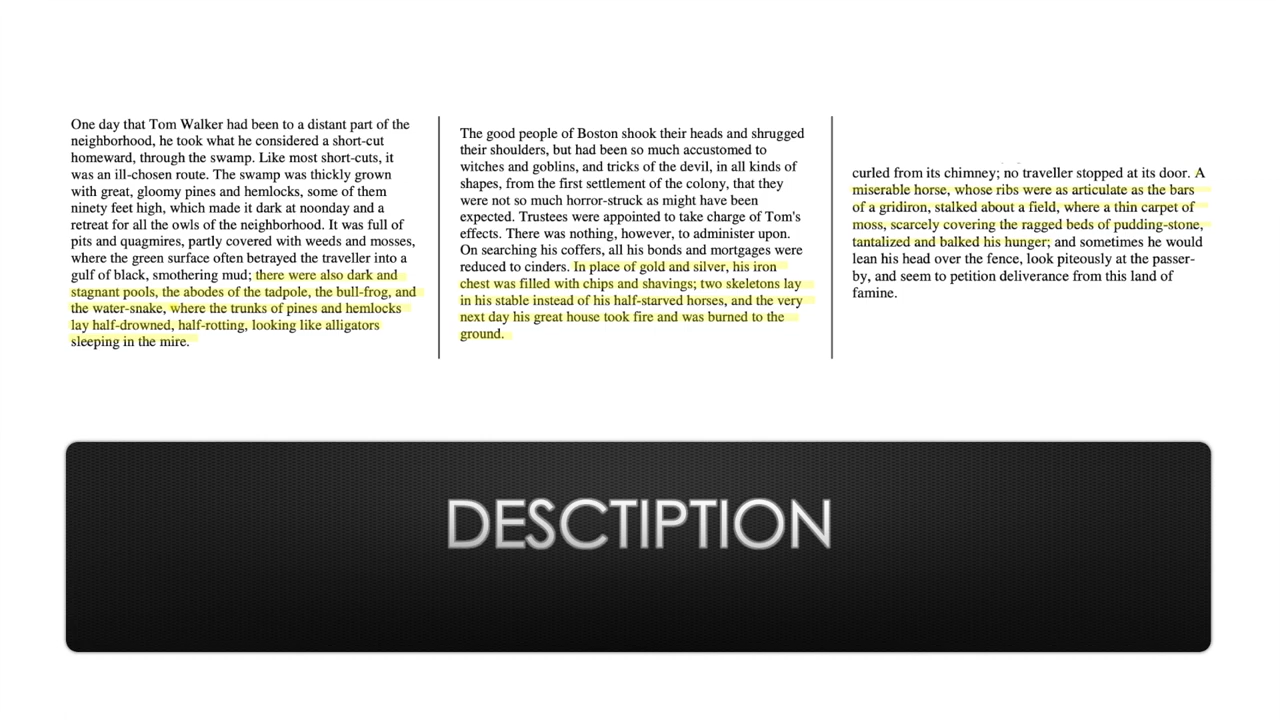 One day that Tom Walker had been to a distant part of the
neighborhood, he took what he considered a short-cut
homeward, through the swamp. Like most short-cuts, it
was an ill-chosen route. The swamp was thickly grown
with great, gloomy pines and hemlocks, some of them
ninety feet high, which made it dark at noonday and a
retreat for all the owls of the neighborhood. It was full of
pits and quagmires, partly covered with weeds and mosses,
where the green surface often betrayed the traveller into a
gulf of black, smothering mud; there were also dark and
stagnant pools, the abodes of the tadpole, the bull-frog, and
the water-snake, where the trunks of pines and hemlocks
lay half-drowned, half-rotting, looking like alligators
sleeping in the mire.
The good people of Boston shook their heads and shrugged
their shoulders, but had been so much accustomed to
witches and goblins, and tricks of the devil, in all kinds of
shapes, from the first settlement of the colony, that they
were not so much horror-struck as might have been
expected. Trustees were appointed to take charge of Tom's
effects. There was nothing, however, to administer upon.
On searching his coffers, all his bonds and mortgages were
reduced to cinders. In place of gold and silver, his iron
chest was filled with chips and shavings; two skeletons lay
in his stable instead of his half-starved horses, and the very
next day his great house took fire and was burned to the
ground.
curled from its chimney; no traveller stopped at its door. A
miserable horse, whose ribs were as articulate as the bars
of a gridiron, stalked about a field, where a thin carpet of
moss, scarcely covering the ragged beds of pudding-stone,
tantalized and balked his hunger; and sometimes he would
lean his head over the fence, look piteously at the passer-
by, and seem to petition deliverance from this land of
famine.
DESCTIPTION